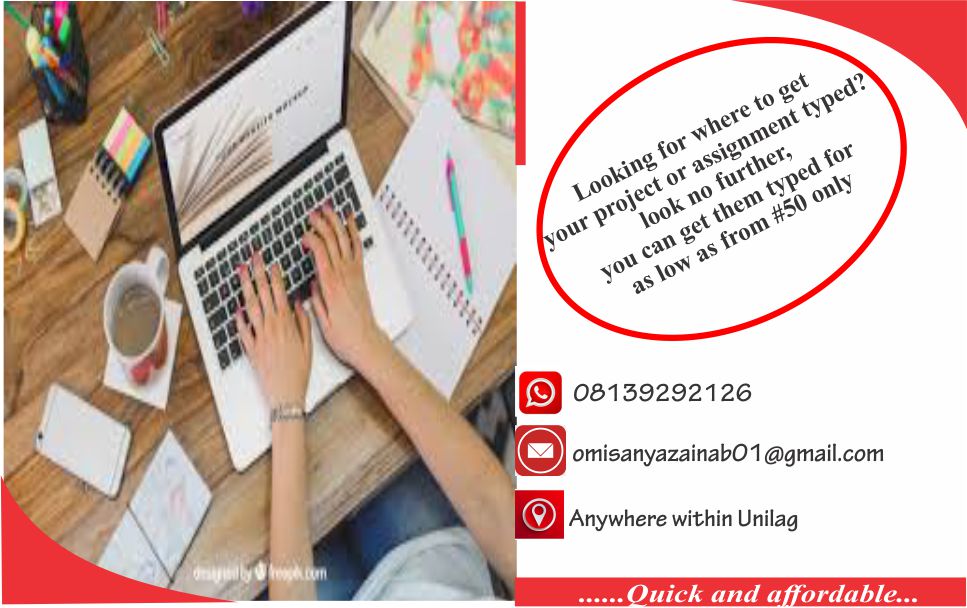 Looking for where to get
your project or assignment typed?
look no further,
you can get them typed for
as low as from #50 only
08139292126
omisanyazainab01@gmail.com
Anywhere within Unilag
......Quick and affordable...
designed by freepik.com